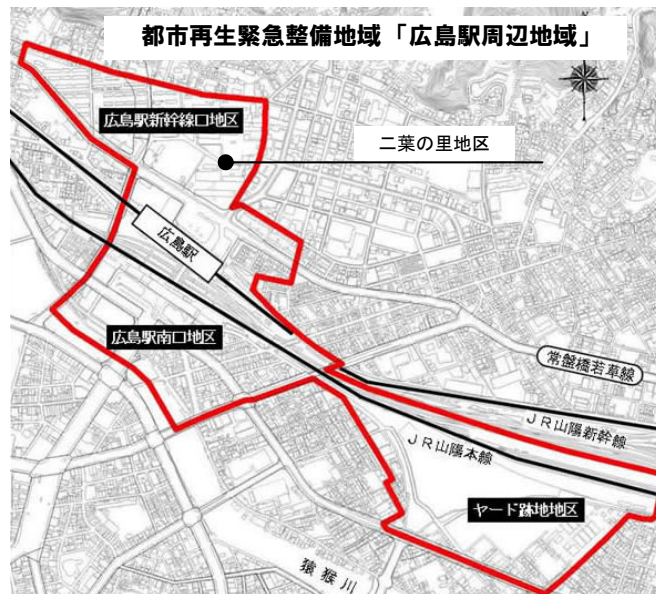 都市再生緊急整備地域「広島駅周辺地域」
広島駅新幹線口地区
二葉の里地区
広島駅
広島駅南口地区
常盤橋若草線
JR山陽新幹線
JR山陽本線
ヤード跡地地区
猿猴川